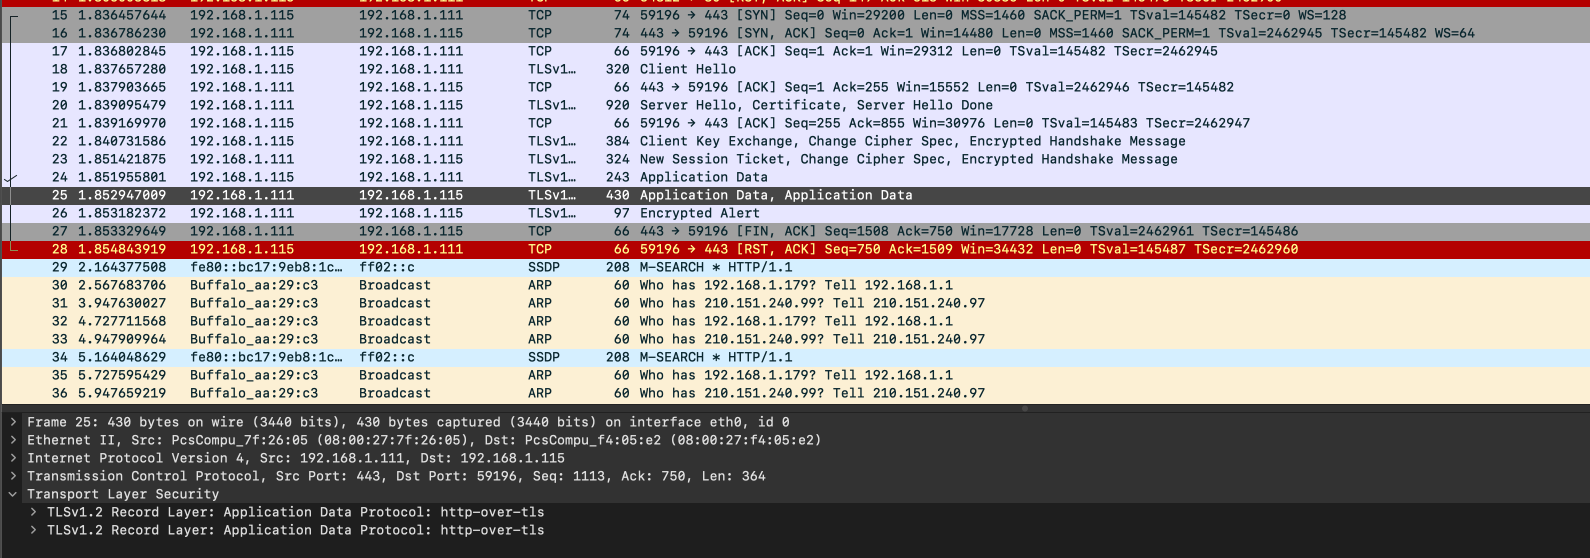 15 1.836457644 192.168.1.115 192.168.1.111 TCP 74 59196 → 443 [SYN] Seq=0 Win=29200 Len=0 MSS=1460 SACK_PERM=1 TSval=145482 TSecr=0 WS=128
16 1.836786230 192.168.1.111 192.168.1.115 TCP 74 443 → 59196 [SYN, ACK] Seq=0 Ack=1 Win=14480 Len=0 MSS=1460 SACK_PERM=1 TSval=2462945 TSecr=145482 WS=64
17 1.836802845 192.168.1.115 192.168.1.111 TCP 66 59196 → 443 [ACK] Seq=1 Ack=1 Win=29312 Len=0 TSval=145482 TSecr=2462945
18 1.837657280 192.168.1.115 192.168.1.111 TLSv1… 320 Client Hello
19 1.837903665 192.168.1.111 192.168.1.115 TCP 66 443 → 59196 [ACK] Seq=1 Ack=255 Win=15552 Len=0 TSval=2462946 TSecr=145482
20 1.839095479 192.168.1.111 192.168.1.115 TLSv1… 920 Server Hello, Certificate, Server Hello Done
21 1.839169970 192.168.1.115 192.168.1.111 TCP 66 59196 → 443 [ACK] Seq=255 Ack=855 Win=30976 Len=0 TSval=145483 TSecr=2462947
22 1.840731586 192.168.1.115 192.168.1.111 TLSv1… 384 Client Key Exchange, Change Cipher Spec, Encrypted Handshake Message
23 1.851421875 192.168.1.111 192.168.1.115 TLSv1… 324 New Session Ticket, Change Cipher Spec, Encrypted Handshake Message
24 1.851955801 192.168.1.115 192.168.1.111 TLSv1… 243 Application Data
25 1.852947009 192.168.1.111 192.168.1.115 TLSv1… 430 Application Data, Application Data
26 1.853182372 192.168.1.111 192.168.1.115 TLSv1… 97 Encrypted Alert
27 1.853329649 192.168.1.111 192.168.1.115 TCP 66 443 → 59196 [FIN, ACK] Seq=1508 Ack=750 Win=17728 Len=0 TSval=2462961 TSecr=145486
28 1.854843919 192.168.1.115 192.168.1.111 TCP 66 59196 → 443 [RST, ACK] Seq=750 Ack=1509 Win=34432 Len=0 TSval=145487 TSecr=2462960
29 2.164377508 fe80::bc17:9eb8:1c… ff02::c SSDP 208 M-SEARCH * HTTP/1.1
30 2.567683706 Buffalo_aa:29:c3 Broadcast ARP 60 Who has 192.168.1.179? Tell 192.168.1.1
31 3.947630027 Buffalo_aa:29:c3 Broadcast ARP 60 Who has 210.151.240.99? Tell 210.151.240.97
32 4.727711568 Buffalo_aa:29:c3 Broadcast ARP 60 Who has 192.168.1.179? Tell 192.168.1.1
33 4.947909964 Buffalo_aa:29:c3 Broadcast ARP 60 Who has 210.151.240.99? Tell 210.151.240.97
34 5.164048629 fe80::bc17:9eb8:1c… ff02::c SSDP 208 M-SEARCH * HTTP/1.1
35 5.727595429 Buffalo_aa:29:c3 Broadcast ARP 60 Who has 192.168.1.179? Tell 192.168.1.1
36 5.947659219 Buffalo_aa:29:c3 Broadcast ARP 60 Who has 210.151.240.99? Tell 210.151.240.97
Frame 25: 430 bytes on wire (3440 bits), 430 bytes captured (3440 bits) on interface eth0, id 0
Ethernet II, Src: PcsCompu_7f:26:05 (08:00:27:7f:26:05), Dst: PcsCompu_f4:05:e2 (08:00:27:f4:05:e2)
Internet Protocol Version 4, Src: 192.168.1.111, Dst: 192.168.1.115
Transmission Control Protocol, Src Port: 443, Dst Port: 59196, Seq: 1113, Ack: 750, Len: 364
Transport Layer Security
TLSv1.2 Record Layer: Application Data Protocol: http-over-tls
TLSv1.2 Record Layer: Application Data Protocol: http-over-tls